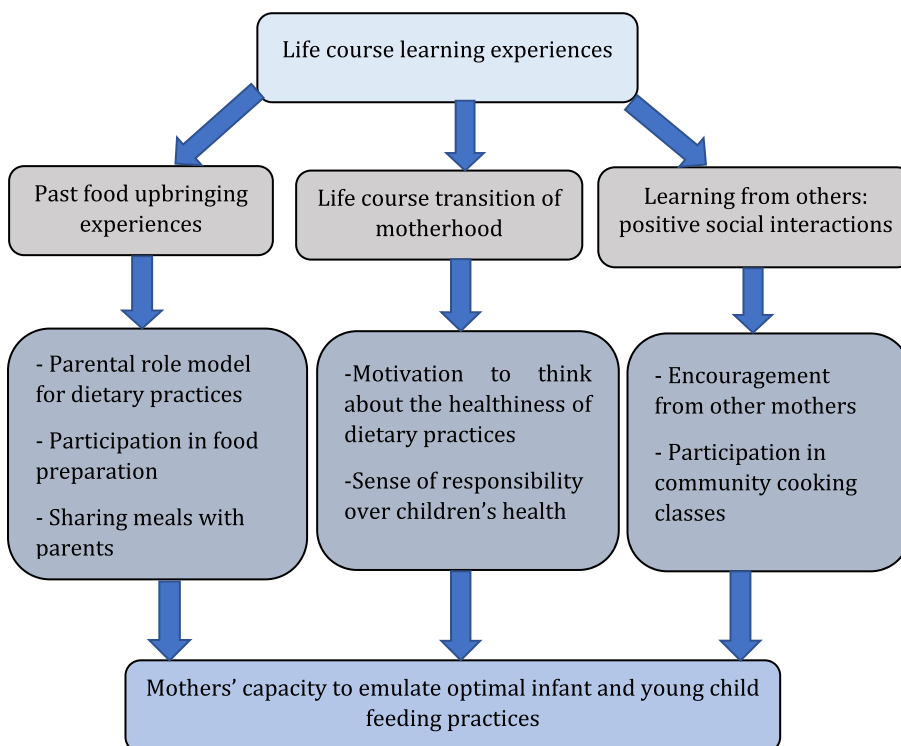 Life course learning experiences
Past food upbringing
experiences
Life course transition of
motherhood
Learning from others:
positive social interactions
- Parental role model
for dietary practices
- Participation in food
preparation
- Sharing meals with
parents
-Motivation to think
about the healthiness of
dietary practices
-Sense of responsibility
over children’s health
- Encouragement
from other mothers
- Participation in
community cooking
classes
Mothers’ capacity to emulate optimal infant and young child
feeding practices